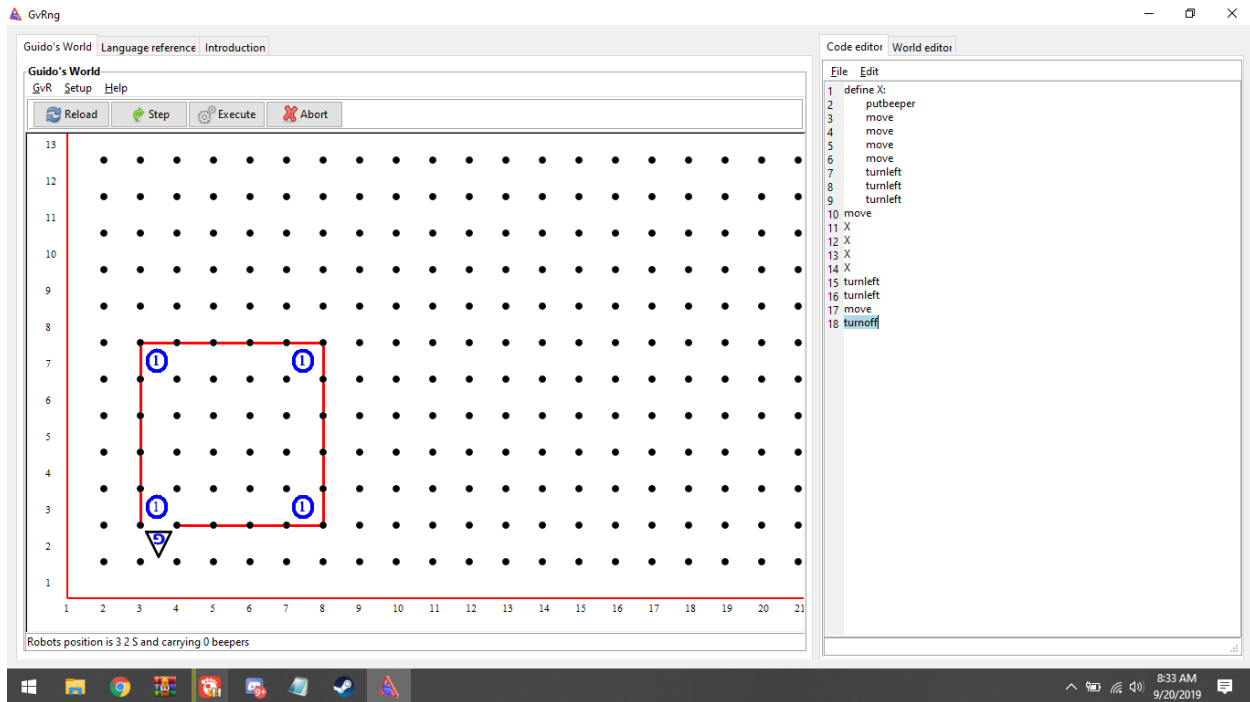 GvRng
Guido's World Language reference Introduction
Guido's World
GvR Setup Help
Reload Step Execute Abort
13
12
11
10
9
8
7
6
5
4
3
2
1
1 1
1 1
G
1 2 3 4 5 6 7 8 9 10 11 12 13 14 15 16 17 18 19 20 21
Robots position is 3 2 S and carrying 0 beepers
Code editor World editor
File Edit
1 define X:
2 putbeeper
3 move
4 move
5 move
6 move
7 turnleft
8 turnleft
9 turnleft
10 move
11 X
12 X
13 X
14 X
15 turnleft
16 turnleft
17 move
18 turnoff
9+
8:33 AM
9/20/2019